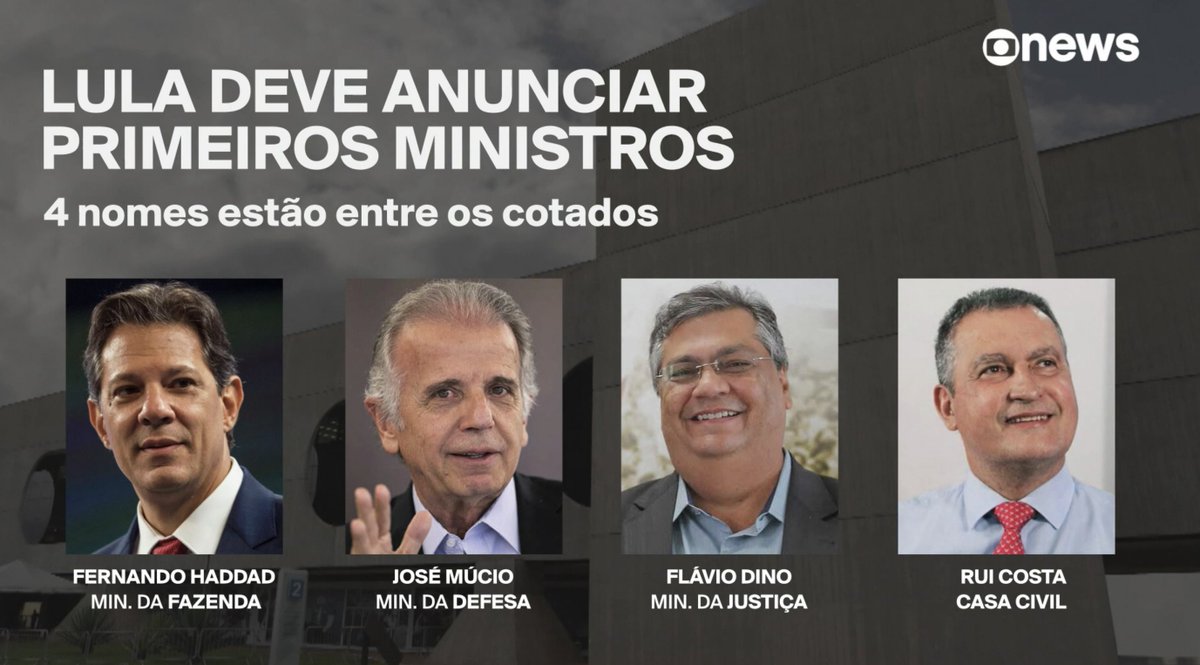 news
LULA DEVE ANUNCIAR
PRIMEIROS MINISTROS
4 nomes estão entre os cotados
FERNANDO HADDAD
MIN. DA FAZENDA
JOSÉ MÚCIO
MIN. DA DEFESA
FLÁVIO DINO
MIN. DA JUSTIÇA
RUI COSTA
CASA CIVIL
2